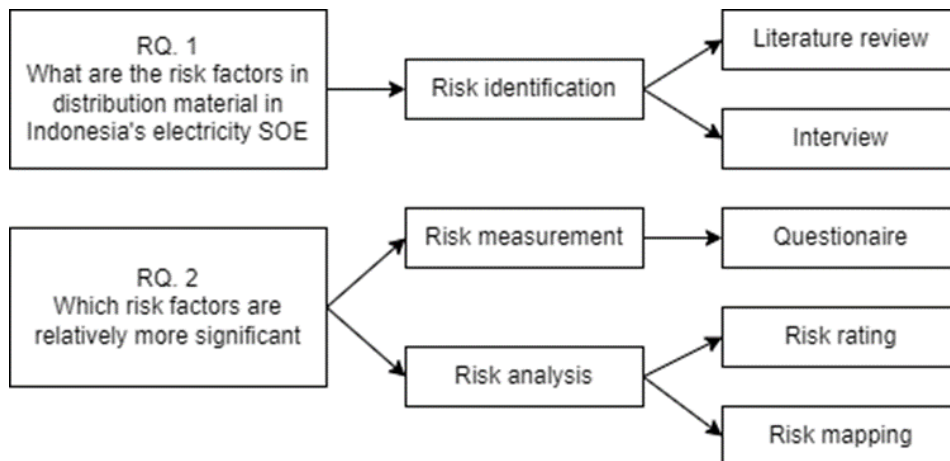 RQ. 1
What are the risk factors in
distribution material in
Indonesia's electricity SOE
Risk identification
Literature review
Interview
RQ. 2
Which risk factors are
relatively more significant
Risk measurement
Questionaire
Risk analysis
Risk rating
Risk mapping